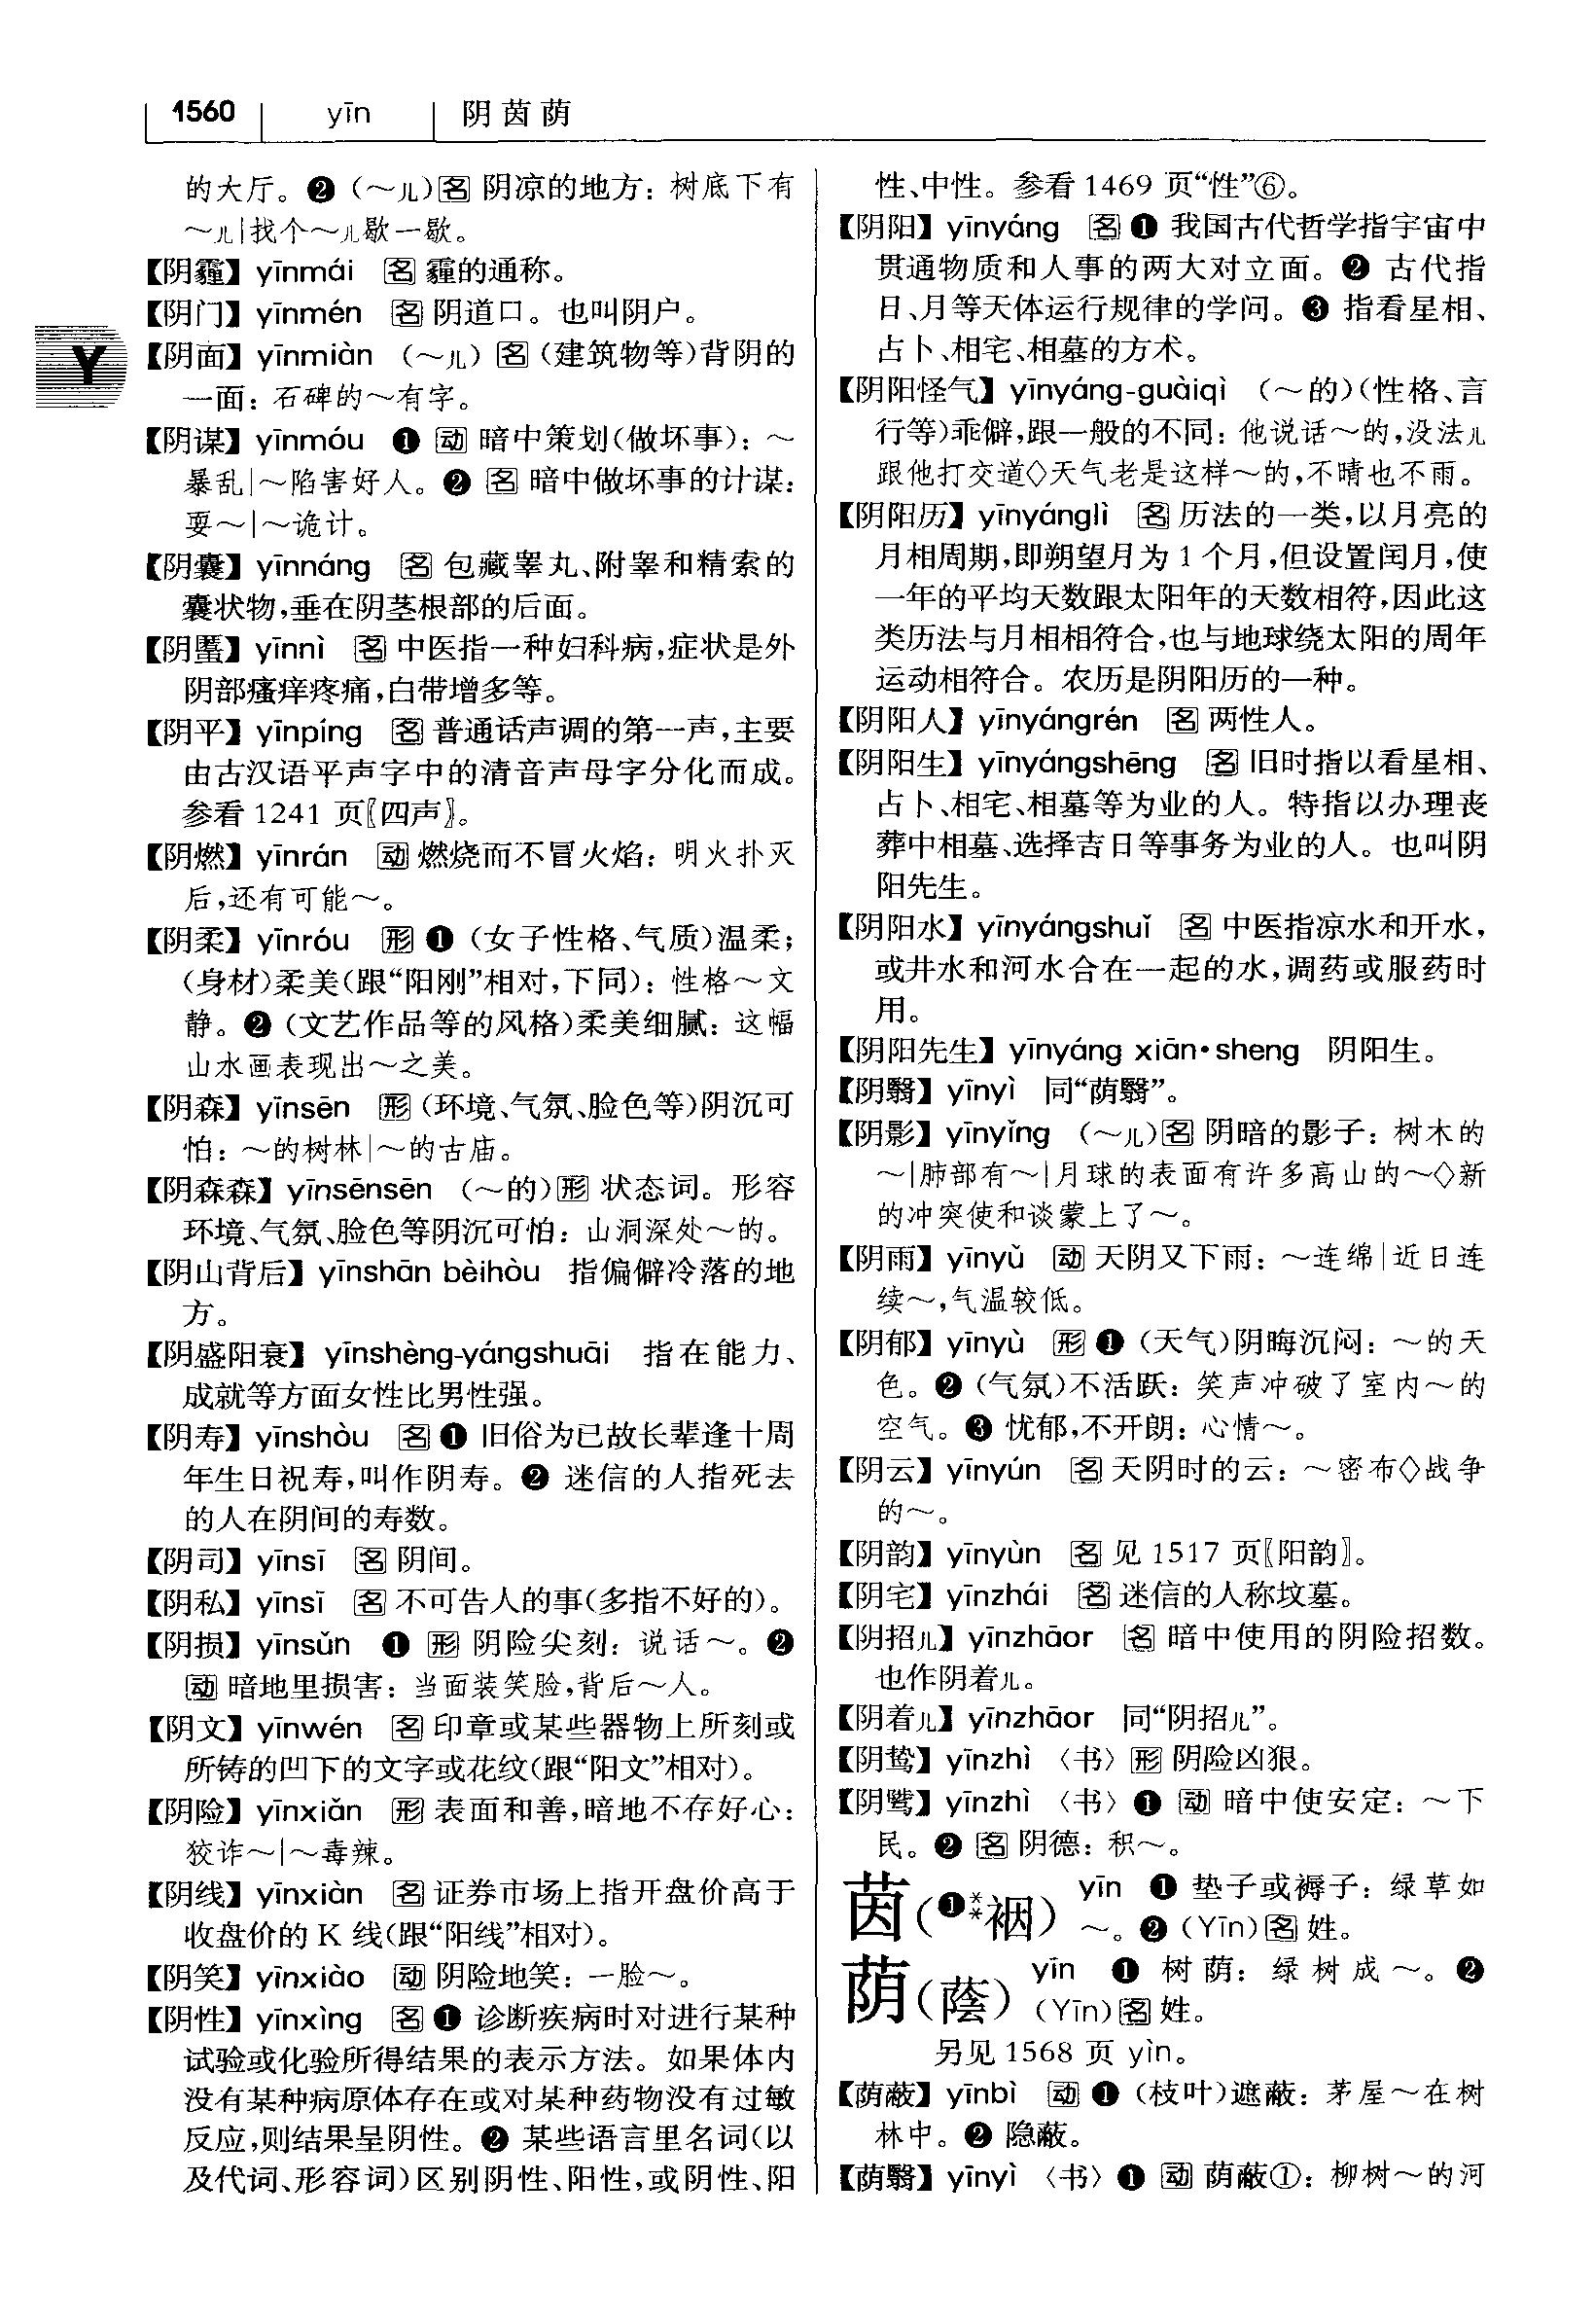 1560 yīn 阴茵荫
的大厅。❷（～儿）名 阴凉的地方：树底下有
～儿|找个～儿歇一歇。
【阴霾】yīnmái 名 霾的通称。
【阴门】yīnmén 名 阴道口。也叫阴户。
【阴面】yīnmiàn （～儿）名（建筑物等）背阴的
一面：石碑的～有字。
【阴谋】yīnmóu ❶ 动 暗中策划（做坏事）：～
暴乱|～陷害好人。❷ 名 暗中做坏事的计谋：
耍～|～诡计。
【阴囊】yīnnáng 名 包藏睾丸、附睾和精索的
囊状物，垂在阴茎根部的后面。
【阴䘌】yīnnì 名 中医指一种妇科病，症状是外
阴部瘙痒疼痛，白带增多等。
【阴平】yīnpíng 名 普通话声调的第一声，主要
由古汉语平声字中的清音声母字分化而成。
参看 1241 页〖四声〗。
【阴燃】yīnrán 动 燃烧而不冒火焰：明火扑灭
后，还有可能～。
【阴柔】yīnróu 形 ❶（女子性格、气质）温柔；
（身材）柔美（跟“阳刚”相对，下同）：性格～文
静。❷（文艺作品等的风格）柔美细腻：这幅
山水画表现出～之美。
【阴森】yīnsēn 形（环境、气氛、脸色等）阴沉可
怕：～的树林|～的古庙。
【阴森森】yīnsēnsēn （～的）形 状态词。形容
环境、气氛、脸色等阴沉可怕：山洞深处～的。
【阴山背后】yīnshān bèihòu 指偏僻冷落的地
方。
【阴盛阳衰】yīnshèng-yángshuāi 指在能力、
成就等方面女性比男性强。
【阴寿】yīnshòu 名 ❶ 旧俗为已故长辈逢十周
年生日祝寿，叫作阴寿。❷ 迷信的人指死去
的人在阴间的寿数。
【阴司】yīnsī 名 阴间。
【阴私】yīnsī 名 不可告人的事（多指不好的）。
【阴损】yīnsǔn ❶ 形 阴险尖刻：说话～。❷
动 暗地里损害：当面装笑脸，背后～人。
【阴文】yīnwén 名 印章或某些器物上所刻或
所铸的凹下的文字或花纹（跟“阳文”相对）。
【阴险】yīnxiǎn 形 表面和善，暗地不存好心：
狡诈～|～毒辣。
【阴线】yīnxiàn 名 证券市场上指开盘价高于
收盘价的 K 线（跟“阳线”相对）。
【阴笑】yīnxiào 动 阴险地笑：一脸～。
【阴性】yīnxìng 名 ❶ 诊断疾病时对进行某种
试验或化验所得结果的表示方法。如果体内
没有某种病原体存在或对某种药物没有过敏
反应，则结果呈阴性。❷ 某些语言里名词（以
及代词、形容词）区别阴性、阳性，或阴性、阳
Y
性、中性。参看 1469 页“性”⑥。
【阴阳】yīnyáng 名 ❶ 我国古代哲学指宇宙中
贯通物质和人事的两大对立面。❷ 古代指
日、月等天体运行规律的学问。❸ 指看星相、
占卜、相宅、相墓的方术。
【阴阳怪气】yīnyáng-guàiqì （～的）（性格、言
行等）乖僻，跟一般的不同：他说话～的，没法儿
跟他打交道◇天气老是这样～的，不晴也不雨。
【阴阳历】yīnyánglì 名 历法的一类，以月亮的
月相周期，即朔望月为 1 个月，但设置闰月，使
一年的平均天数跟太阳年的天数相符，因此这
类历法与月相相符合，也与地球绕太阳的周年
运动相符合。农历是阴阳历的一种。
【阴阳人】yīnyángrén 名 两性人。
【阴阳生】yīnyángshēng 名 旧时指以看星相、
占卜、相宅、相墓等为业的人。特指以办理丧
葬中相墓、选择吉日等事务为业的人。也叫阴
阳先生。
【阴阳水】yīnyángshuǐ 名 中医指凉水和开水，
或井水和河水合在一起的水，调药或服药时
用。
【阴阳先生】yīnyáng xiān·sheng 阴阳生。
【阴翳】yīnyì 同“荫翳”。
【阴影】yīnyǐng （～儿）名 阴暗的影子：树木的
～|肺部有～|月球的表面有许多高山的～◇新
的冲突使和谈蒙上了～。
【阴雨】yīnyǔ 动 天阴又下雨：～连绵|近日连
续～，气温较低。
【阴郁】yīnyù 形 ❶（天气）阴晦沉闷：～的天
色。❷（气氛）不活跃：笑声冲破了室内～的
空气。❸ 忧郁，不开朗：心情～。
【阴云】yīnyún 名 天阴时的云：～密布◇战争
的～。
【阴韵】yīnyùn 名 见 1517 页〖阳韵〗。
【阴宅】yīnzhái 名 迷信的人称坟墓。
【阴招儿】yīnzhāor 名 暗中使用的阴险招数。
也作阴着儿。
【阴着儿】yīnzhāor 同“阴招儿”。
【阴鸷】yīnzhì 〈书〉形 阴险凶狠。
【阴骘】yīnzhì 〈书〉❶ 动 暗中使安定：～下
民。❷ 名 阴德：积～。
茵（❶**裀） yīn ❶ 垫子或褥子：绿草如
～。❷（Yīn）名 姓。
荫（蔭） yīn ❶ 树荫：绿树成～。❷
（Yīn）名 姓。
另见 1568 页 yìn。
【荫蔽】yīnbì 动 ❶（枝叶）遮蔽：茅屋～在树
林中。❷ 隐蔽。
【荫翳】yīnyì 〈书〉❶ 动 荫蔽①：柳树～的河